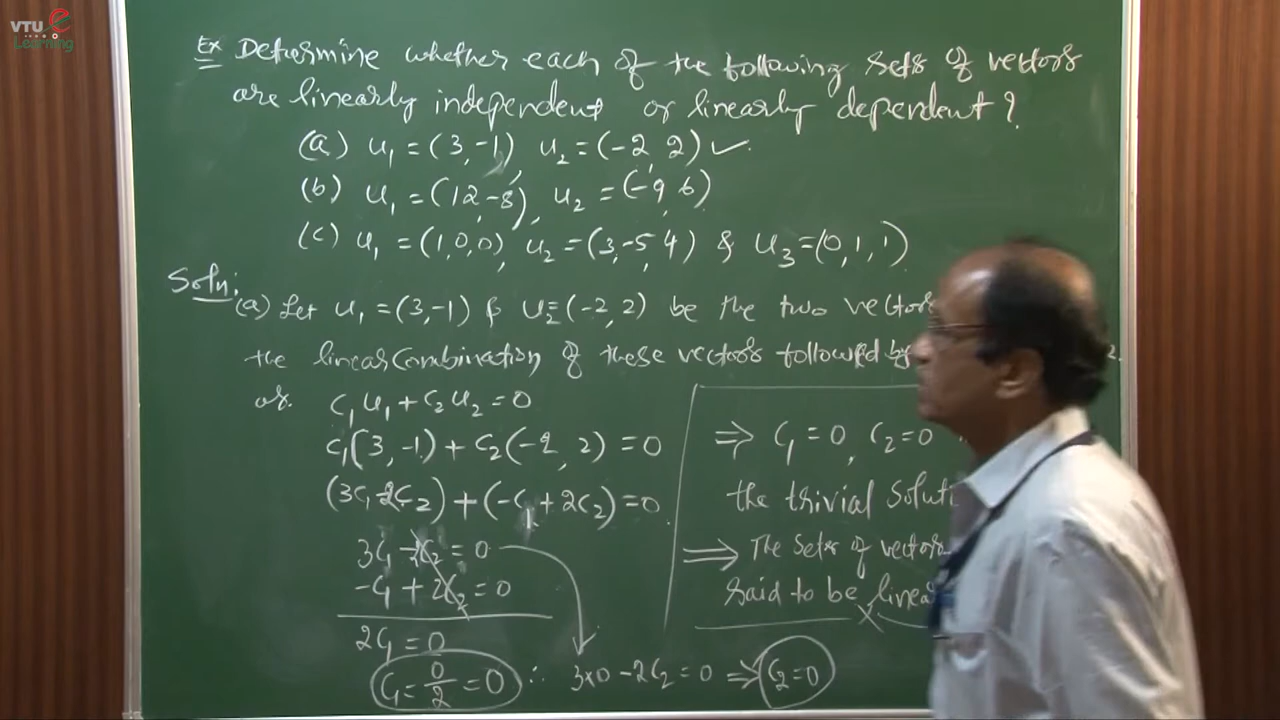 VTU e
Learning
Ex Determine whether each of the following sets of vectors
are linearly independent or linearly dependent?
(a) u₁ = (3, -1), u₂ = (-2, 2) ✓
(b) u₁ = (12, -8), u₂ = (-9, 6)
(c) u₁ = (1, 0, 0), u₂ = (3, -5, 4) & u₃ = (0, 1, 1)
Soln:
(a) Let u₁ = (3, -1) & u₂ = (-2, 2) be the two vectors
the linear combination of these vectors followed by
as. c₁u₁ + c₂u₂ = 0
c₁(3, -1) + c₂(-2, 2) = 0
(3c₁ - 2c₂) + (-c₁ + 2c₂) = 0
3c₁ - 2c₂ = 0
-c₁ + 2c₂ = 0
2c₁ = 0
c₁ = 0/2 = 0 ∴ 3×0 - 2c₂ = 0 ⇒ c₂ = 0
⇒ c₁ = 0, c₂ = 0
the trivial
⇒ The sets of vectors
said to be